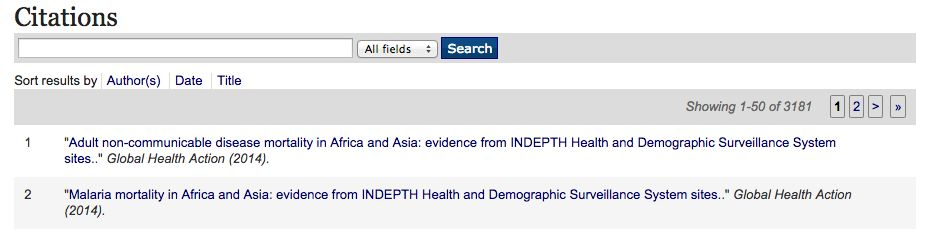 Citations
All fields Search
Sort results by Author(s) Date Title
Showing 1-50 of 3181 1 2 > »
1 "Adult non-communicable disease mortality in Africa and Asia: evidence from INDEPTH Health and Demographic Surveillance System
sites.." Global Health Action (2014).
2 "Malaria mortality in Africa and Asia: evidence from INDEPTH Health and Demographic Surveillance System sites.." Global Health Action
(2014).